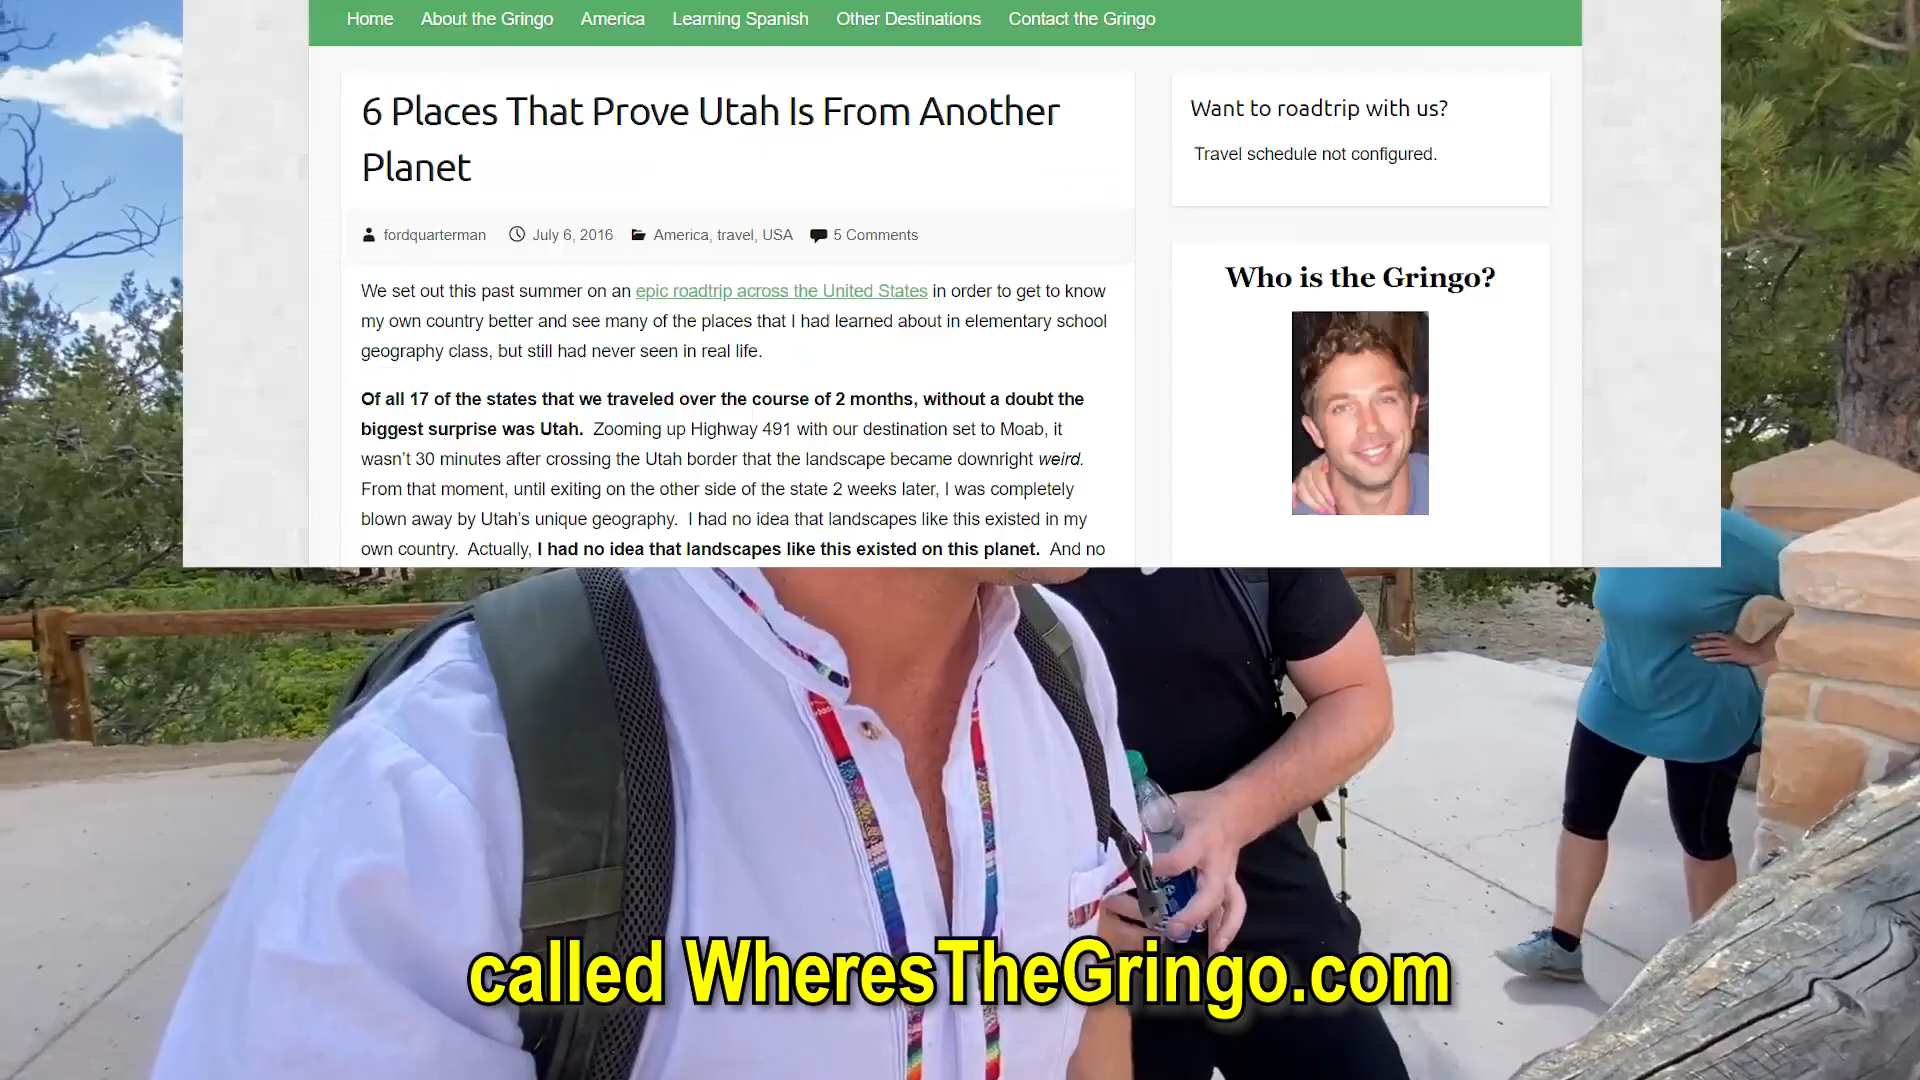 Home About the Gringo America Learning Spanish Other Destinations Contact the Gringo
6 Places That Prove Utah Is From Another
Planet
fordquarterman July 6, 2016 America, travel, USA 5 Comments
We set out this past summer on an epic roadtrip across the United States in order to get to know
my own country better and see many of the places that I had learned about in elementary school
geography class, but still had never seen in real life.
Of all 17 of the states that we traveled over the course of 2 months, without a doubt the
biggest surprise was Utah. Zooming up Highway 491 with our destination set to Moab, it
wasn’t 30 minutes after crossing the Utah border that the landscape became downright weird.
From that moment, until exiting on the other side of the state 2 weeks later, I was completely
blown away by Utah’s unique geography. I had no idea that landscapes like this existed in my
own country. Actually, I had no idea that landscapes like this existed on this planet. And no
Want to roadtrip with us?
Travel schedule not configured.
Who is the Gringo?
called WheresTheGringo.com